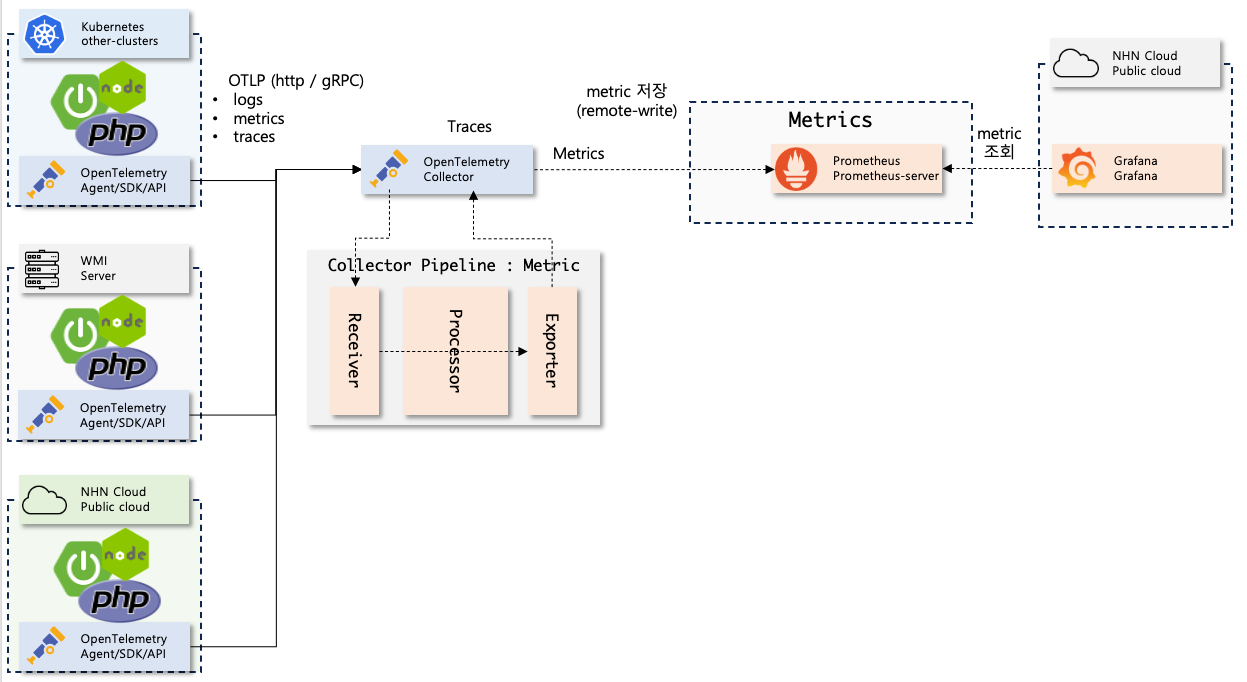 Kubernetes
other-clusters
node
php
OpenTelemetry
Agent/SDK/API
OTLP (http / gRPC)
• logs
• metrics
• traces
WMI
Server
node
php
OpenTelemetry
Agent/SDK/API
NHN Cloud
Public cloud
node
php
OpenTelemetry
Agent/SDK/API
Traces
OpenTelemetry
Collector
Metrics
metric 저장
(remote-write)
Collector Pipeline : Metric
Receiver
Processor
Exporter
Metrics
Prometheus
Prometheus-server
metric
조회
NHN Cloud
Public cloud
Grafana
Grafana